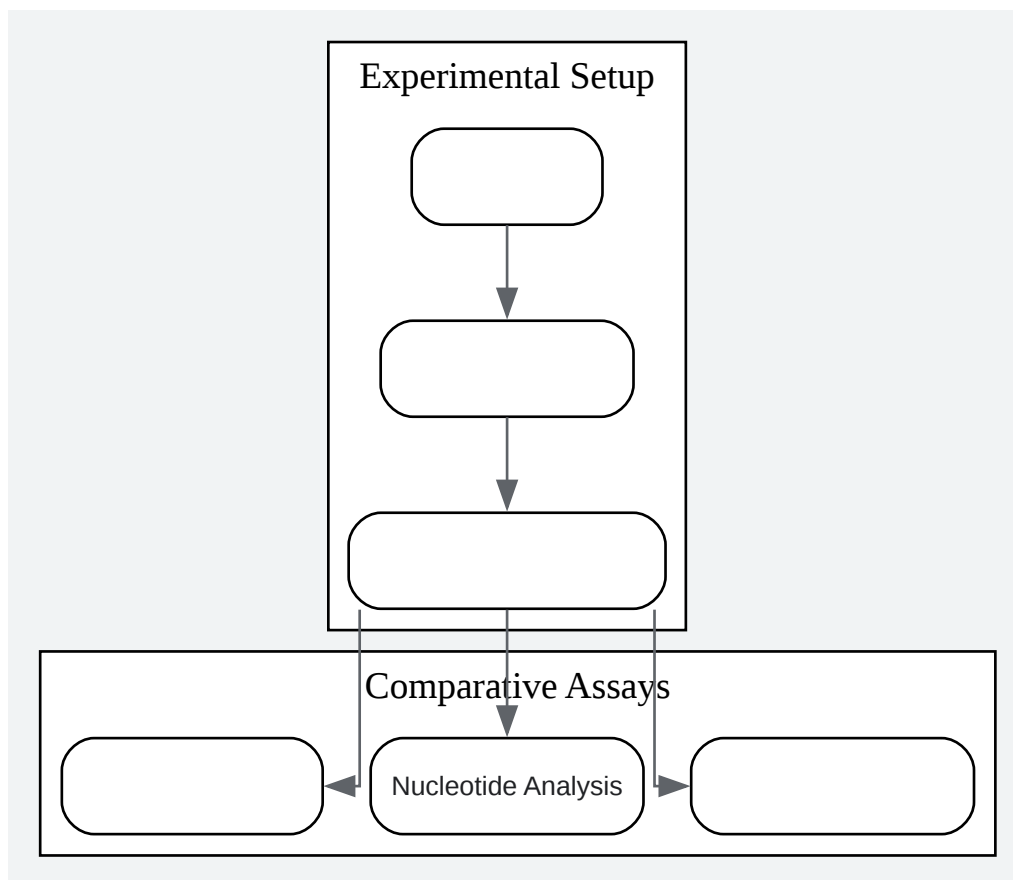 Experimental Setup
Comparative Assays
Nucleotide Analysis